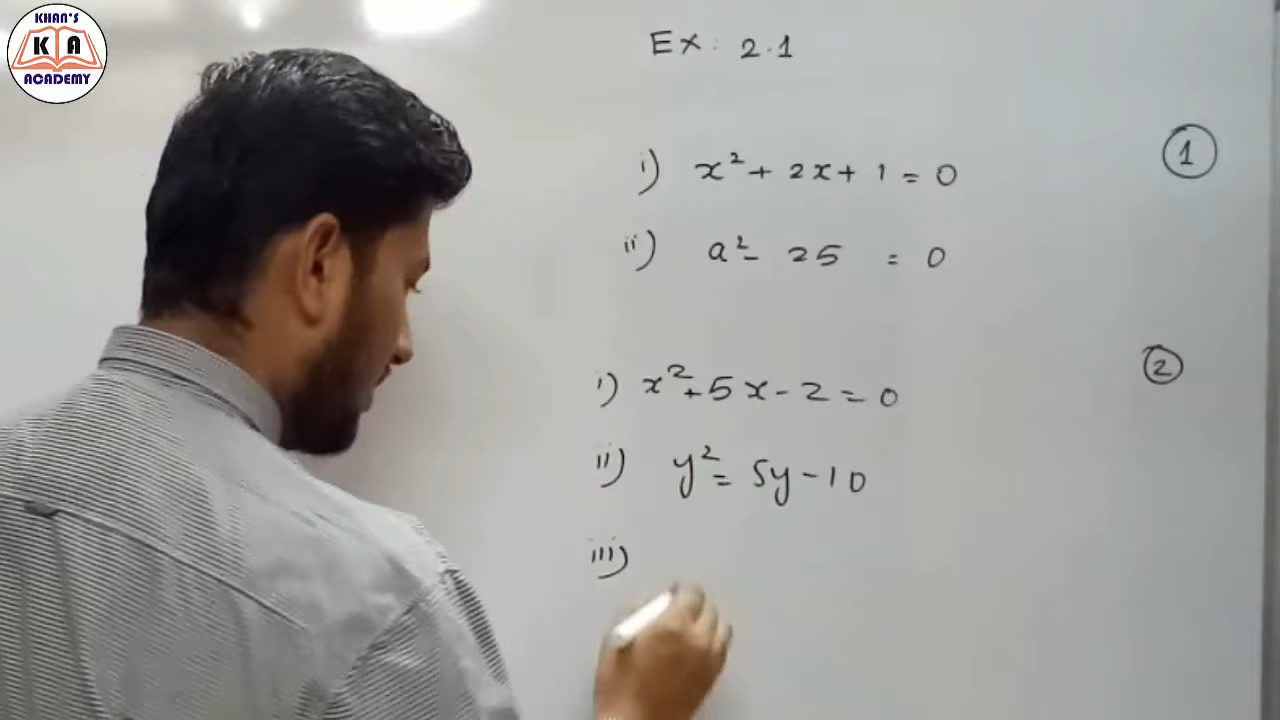 KHAN'S
K A
ACADEMY
EX: 2.1
i) x² + 2x + 1 = 0
①
ii) a² - 25 = 0
②
i) x² + 5x - 2 = 0
ii) y² = 5y - 10
iii)